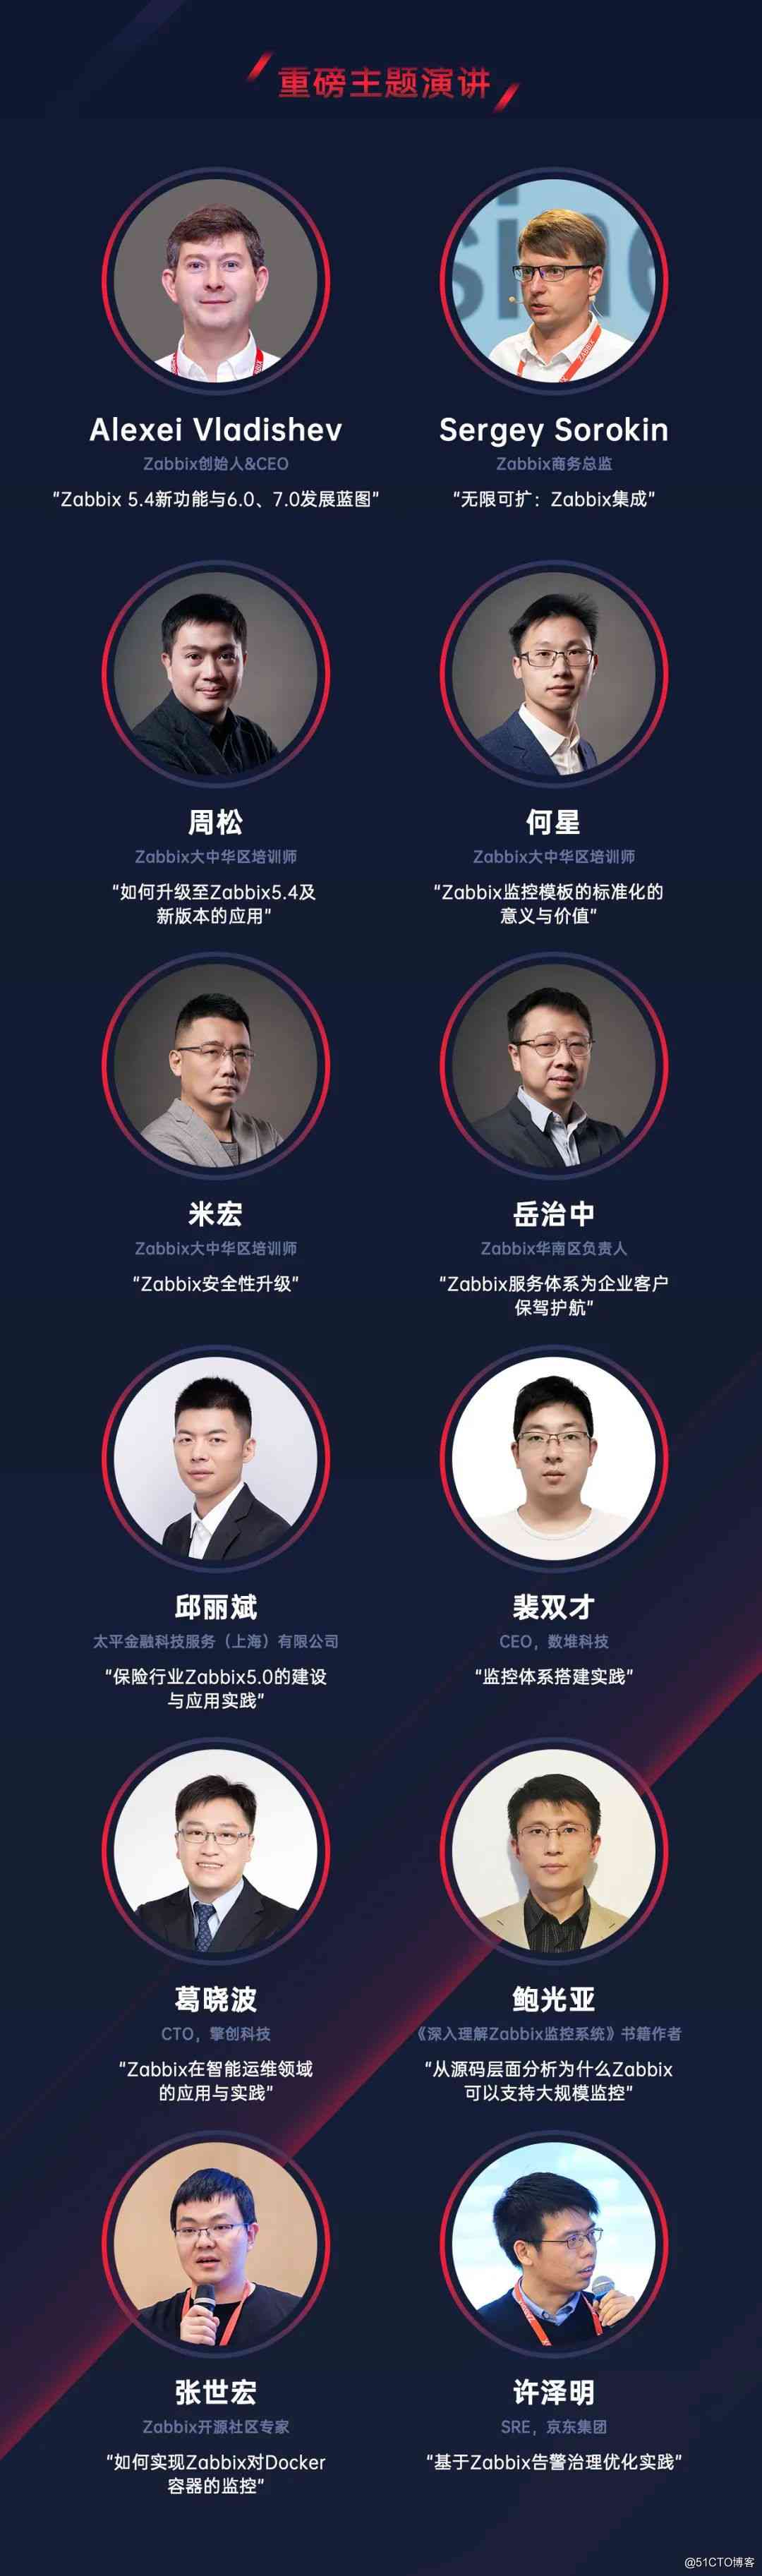 重磅主题演讲
Alexei Vladishev
Sergey Sorokin
Zabbix创始人&CEO
Zabbix商务总监
“Zabbix 5.4新功能与6.0、7.0发展蓝图”
“无限可扩：Zabbix集成”
周松
何星
Zabbix大中华区培训师
Zabbix大中华区培训师
“如何升级至Zabbix5.4及
新版本的应用”
“Zabbix监控模板的标准化的
意义与价值”
米宏
岳治中
Zabbix大中华区培训师
Zabbix华南区负责人
“Zabbix安全性升级”
“Zabbix服务体系为企业客户
保驾护航”
邱丽斌
裴双才
太平金融科技服务（上海）有限公司
CEO，数堆科技
“保险行业Zabbix5.0的建设
与应用实践”
“监控体系搭建实践”
葛晓波
鲍光亚
CTO，擎创科技
《深入理解Zabbix监控系统》书籍作者
“Zabbix在智能运维领域
的应用与实践”
“从源码层面分析为什么Zabbix
可以支持大规模监控”
张世宏
许泽明
Zabbix开源社区专家
SRE，京东集团
“如何实现Zabbix对Docker
容器的监控”
“基于Zabbix告警治理优化实践”
@51CTO博客